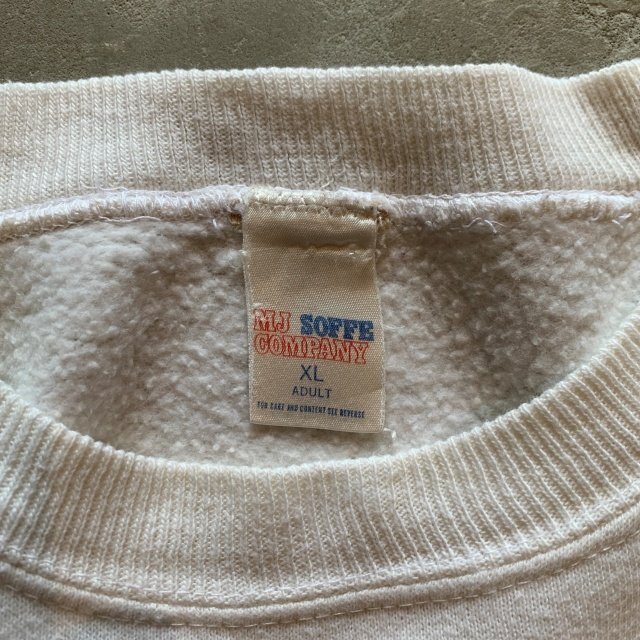 MJ SOFFE
COMPANY
XL
ADULT
FOR CARE AND CONTENT SEE REVERSE